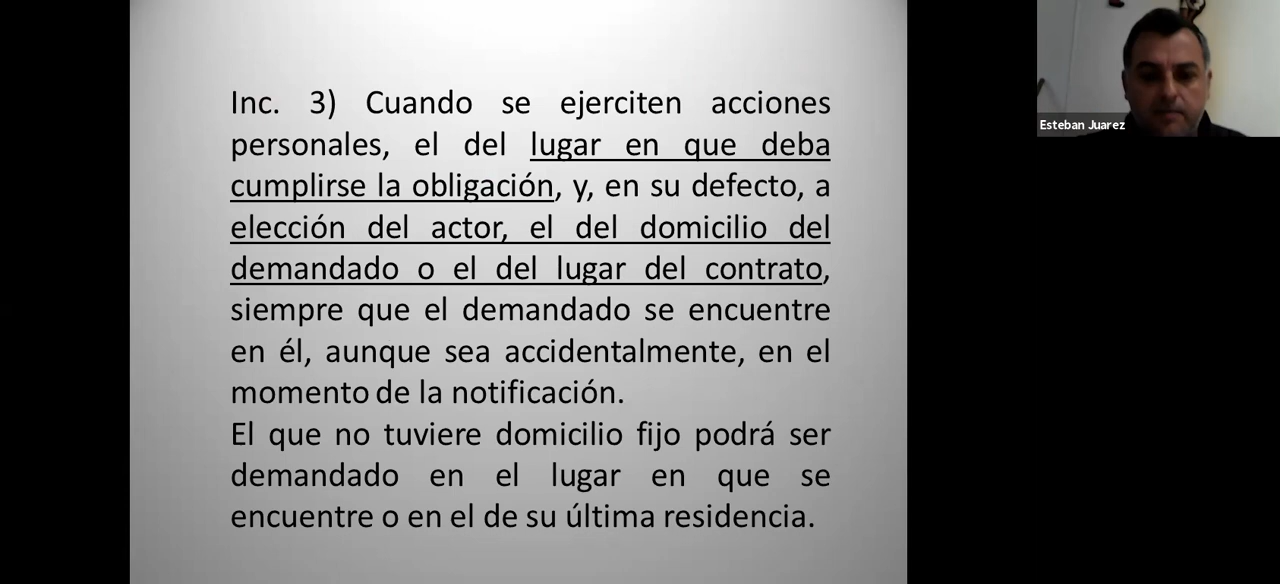 Inc. 3) Cuando se ejerciten acciones
personales, el del lugar en que deba
cumplirse la obligación, y, en su defecto, a
elección del actor, el del domicilio del
demandado o el del lugar del contrato,
siempre que el demandado se encuentre
en él, aunque sea accidentalmente, en el
momento de la notificación.
El que no tuviere domicilio fijo podrá ser
demandado en el lugar en que se
encuentre o en el de su última residencia.
Esteban Juarez